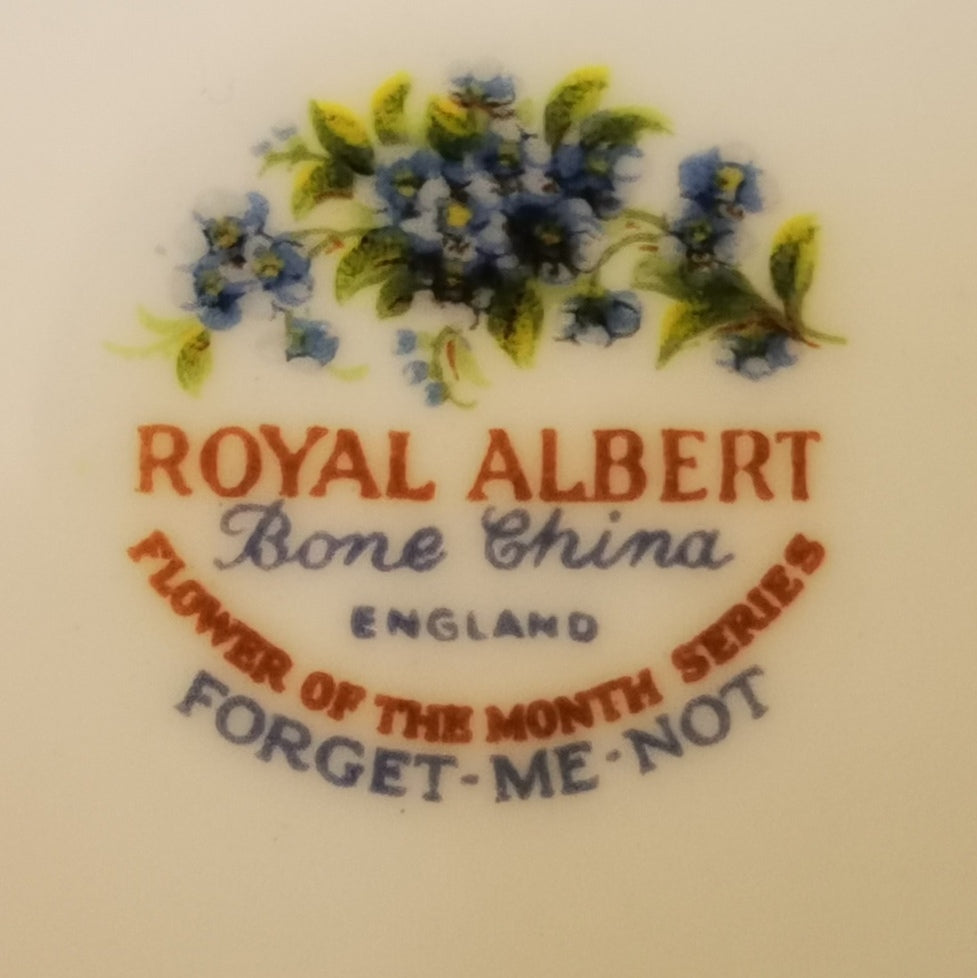 ROYAL ALBERT
Bone China
ENGLAND
FLOWER OF THE MONTH SERIES
FORGET-ME-NOT